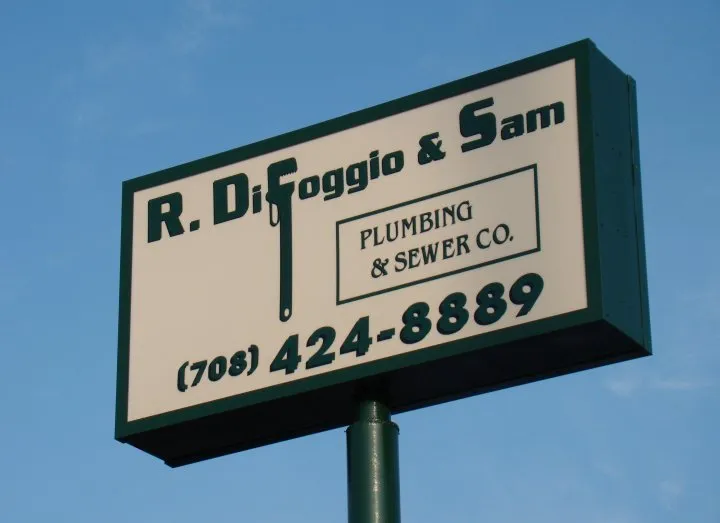 R. DiFoggio & Sam
PLUMBING
& SEWER CO.
(708) 424-8889